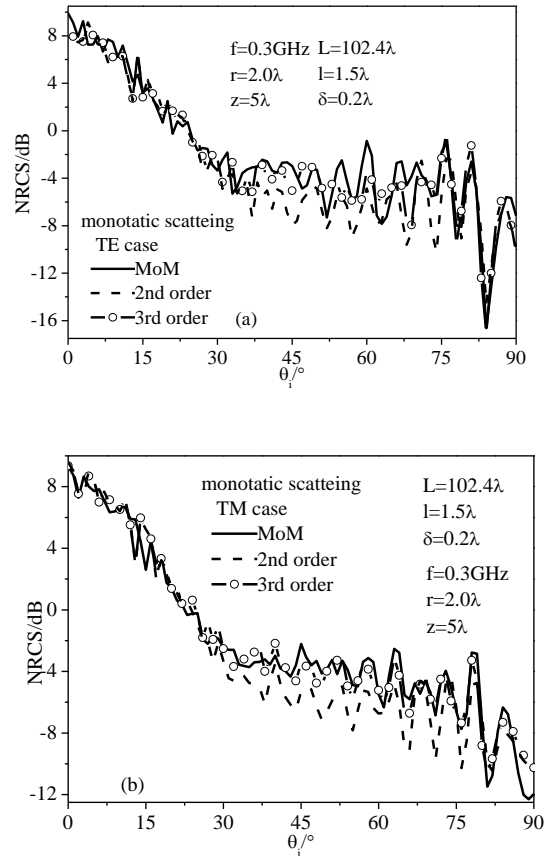 8
4
0
-4
-8
-12
-16
NRCS/dB
f=0.3GHz L=102.4λ
r=2.0λ l=1.5λ
z=5λ δ=0.2λ
monotatic scatteing
TE case
MoM
2nd order
3rd order
(a)
0 15 30 45 60 75 90
θi/°
8
4
0
-4
-8
-12
NRCS/dB
monotatic scatteing
TM case
MoM
2nd order
3rd order
L=102.4λ
l=1.5λ
δ=0.2λ
f=0.3GHz
r=2.0λ
z=5λ
(b)
0 15 30 45 60 75 90
θi/°